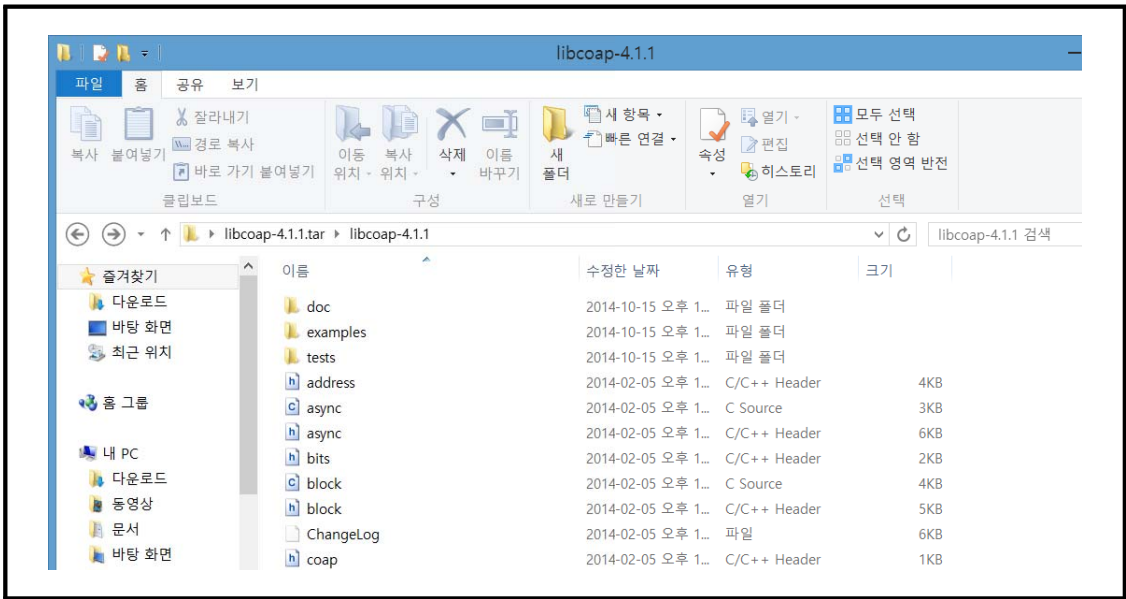 libcoap-4.1.1
파일 홈 공유 보기
복사 붙여넣기 잘라내기 경로 복사 바로 가기 붙여넣기
이동 위치 복사 위치 삭제 이름 바꾸기
새 폴더 새 항목 빠른 연결
속성 열기 편집 히스토리
모두 선택 선택 안 함 선택 영역 반전
클립보드 구성 새로 만들기 열기 선택
libcoap-4.1.1.tar libcoap-4.1.1 libcoap-4.1.1 검색
즐겨찾기
다운로드
바탕 화면
최근 위치
홈 그룹
내 PC
다운로드
동영상
문서
바탕 화면
이름 수정한 날짜 유형 크기
doc 2014-10-15 오후 1... 파일 폴더
examples 2014-10-15 오후 1... 파일 폴더
tests 2014-10-15 오후 1... 파일 폴더
address 2014-02-05 오후 1... C/C++ Header 4KB
async 2014-02-05 오후 1... C Source 3KB
async 2014-02-05 오후 1... C/C++ Header 6KB
bits 2014-02-05 오후 1... C/C++ Header 2KB
block 2014-02-05 오후 1... C Source 4KB
block 2014-02-05 오후 1... C/C++ Header 5KB
ChangeLog 2014-02-05 오후 1... 파일 6KB
coap 2014-02-05 오후 1... C/C++ Header 1KB